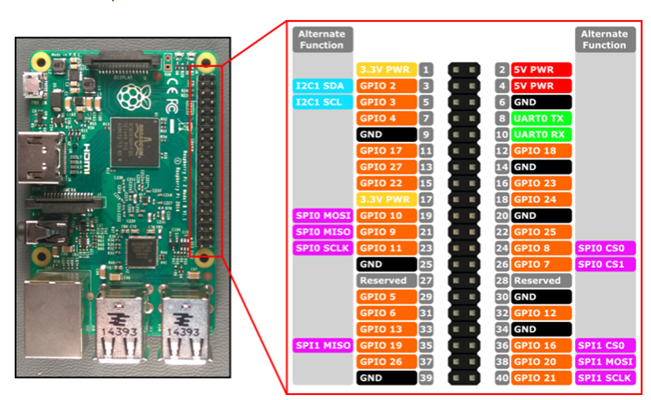 Alternate Function Alternate Function
3.3V PWR 1 2 5V PWR
I2C1 SDA GPIO 2 3 4 5V PWR
I2C1 SCL GPIO 3 5 6 GND
GPIO 4 7 8 UART0 TX
GND 9 10 UART0 RX
GPIO 17 11 12 GPIO 18
GPIO 27 13 14 GND
GPIO 22 15 16 GPIO 23
3.3V PWR 17 18 GPIO 24
SPI0 MOSI GPIO 10 19 20 GND
SPI0 MISO GPIO 9 21 22 GPIO 25
SPI0 SCLK GPIO 11 23 24 GPIO 8 SPI0 CS0
GND 25 26 GPIO 7 SPI0 CS1
Reserved 27 28 Reserved
GPIO 5 29 30 GND
GPIO 6 31 32 GPIO 12
GPIO 13 33 34 GND
SPI1 MISO GPIO 19 35 36 GPIO 16 SPI1 CS0
GPIO 26 37 38 GPIO 20 SPI1 MOSI
GND 39 40 GPIO 21 SPI1 SCLK
DISPLAY
HDMI
Raspberry Pi 2 Model B V1.1
14393
14393